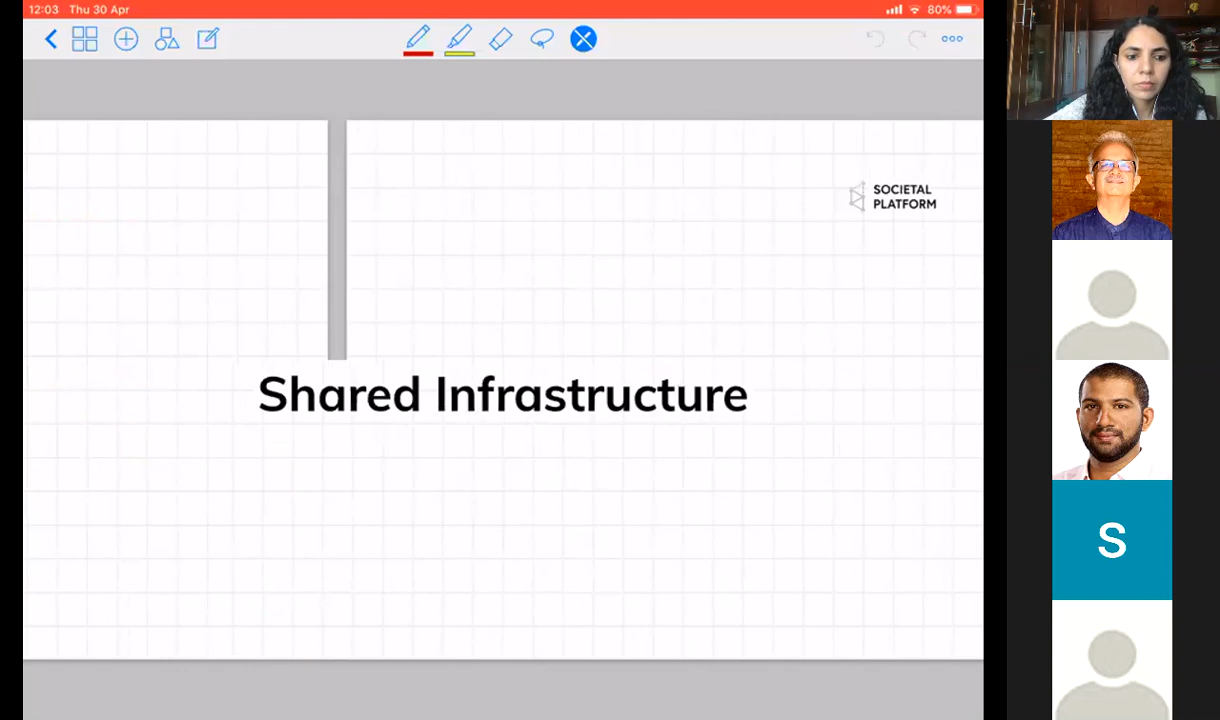 12:03 Thu 30 Apr
80%
SOCIETAL
PLATFORM
Shared Infrastructure
S